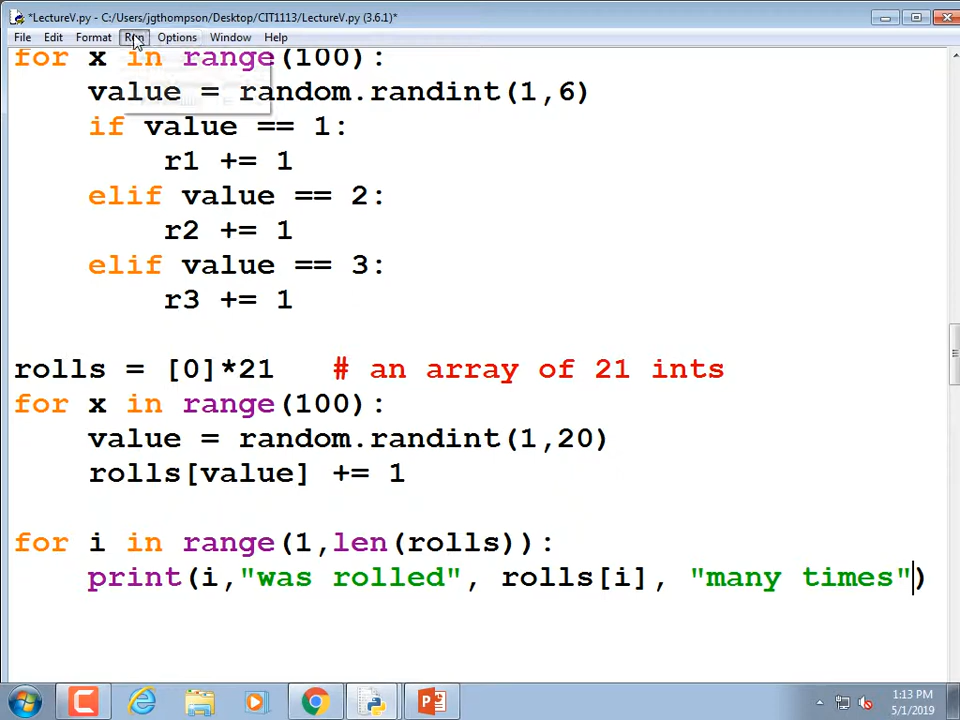 *LectureV.py - C:/Users/jgthompson/Desktop/CIT1113/LectureV.py (3.6.1)*
File Edit Format Run Options Window Help
for x in range(100):
    value = random.randint(1,6)
    if value == 1:
        r1 += 1
    elif value == 2:
        r2 += 1
    elif value == 3:
        r3 += 1
rolls = [0]*21   # an array of 21 ints
for x in range(100):
    value = random.randint(1,20)
    rolls[value] += 1
for i in range(1,len(rolls)):
    print(i,"was rolled", rolls[i], "many times")
1:13 PM
5/1/2019